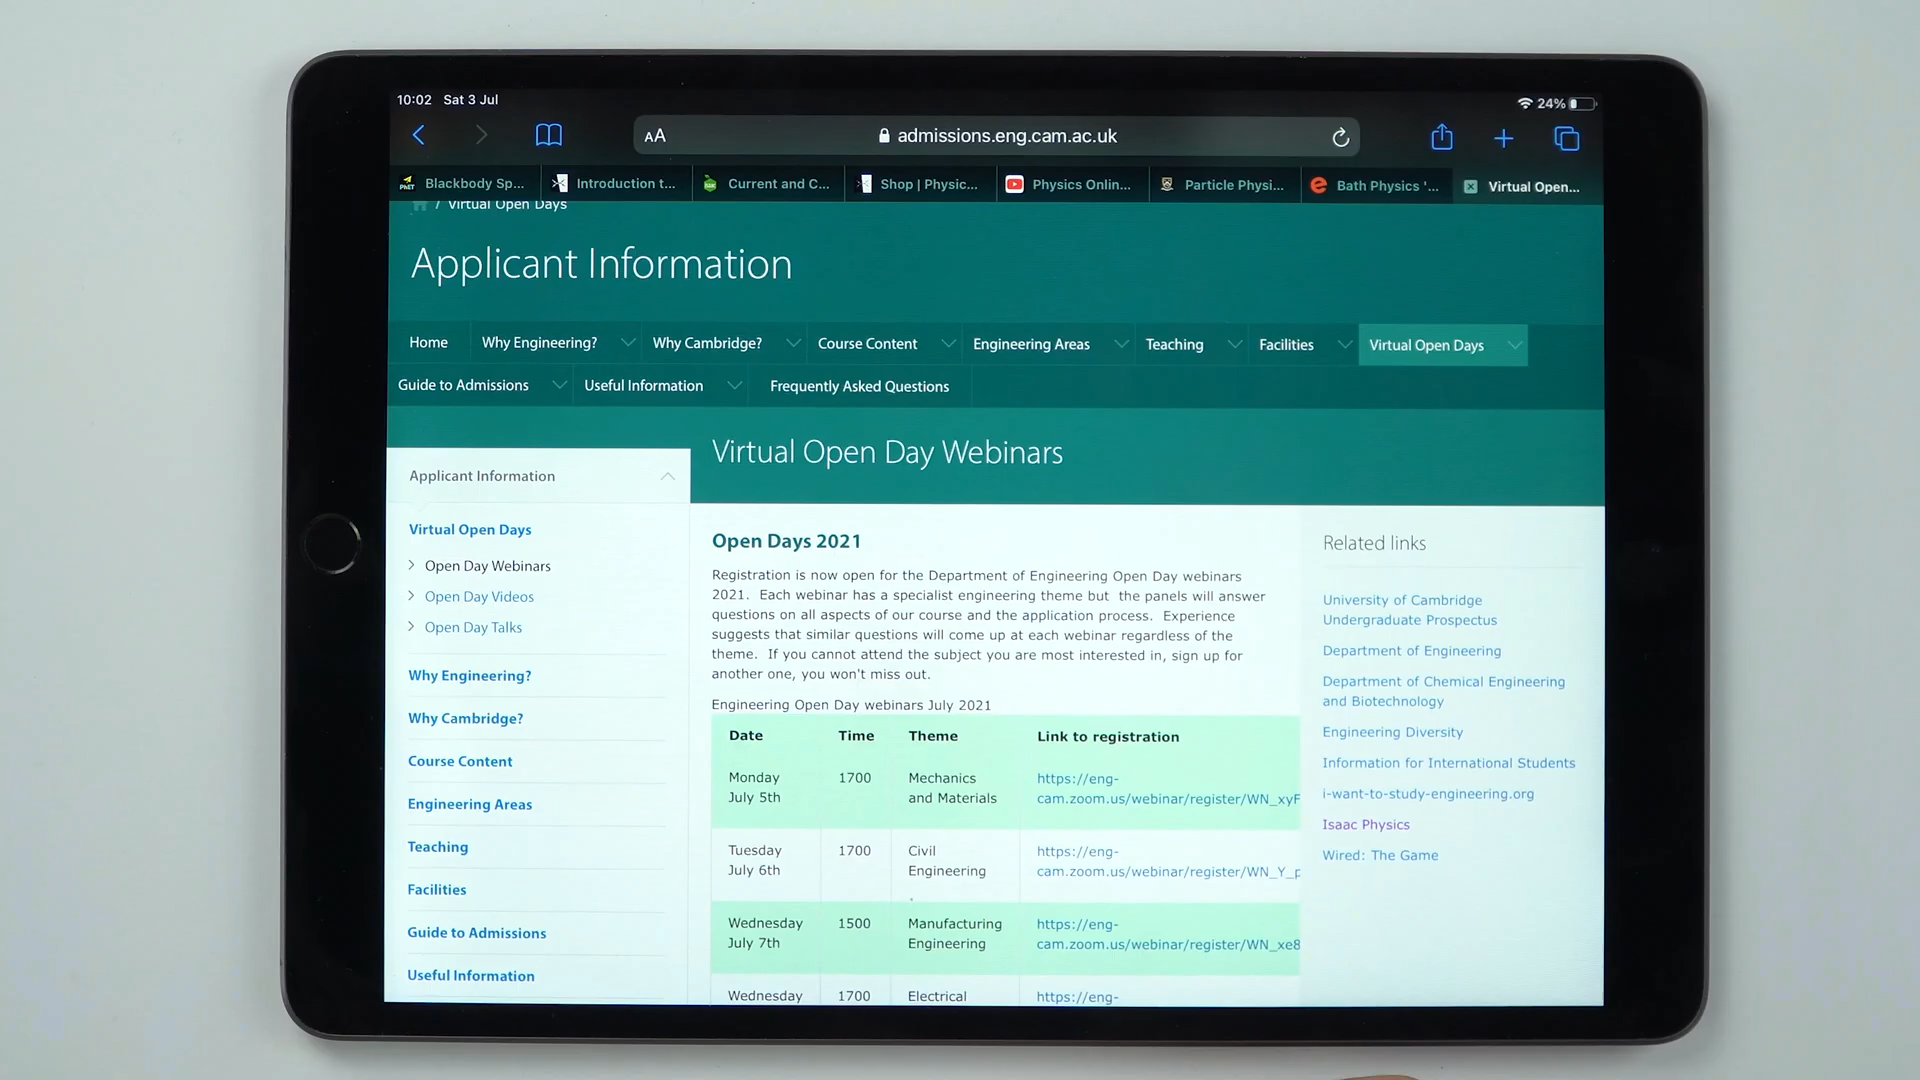 10:02 Sat 3 Jul
24%
AA
admissions.eng.cam.ac.uk
Blackbody Sp...
Introduction t...
Current and C...
Shop | Physic...
Physics Onlin...
Particle Physi...
Bath Physics '...
Virtual Open...
/ Virtual Open Days
Applicant Information
Home
Why Engineering?
Why Cambridge?
Course Content
Engineering Areas
Teaching
Facilities
Virtual Open Days
Guide to Admissions
Useful Information
Frequently Asked Questions
Virtual Open Day Webinars
Applicant Information
Virtual Open Days
Open Day Webinars
Open Day Videos
Open Day Talks
Why Engineering?
Why Cambridge?
Course Content
Engineering Areas
Teaching
Facilities
Guide to Admissions
Useful Information
Open Days 2021
Registration is now open for the Department of Engineering Open Day webinars
2021. Each webinar has a specialist engineering theme but the panels will answer
questions on all aspects of our course and the application process. Experience
suggests that similar questions will come up at each webinar regardless of the
theme. If you cannot attend the subject you are most interested in, sign up for
another one, you won't miss out.
Engineering Open Day webinars July 2021
Date Time Theme Link to registration
Monday 1700 Mechanics https://eng-
July 5th and Materials cam.zoom.us/webinar/register/WN_xyF
Tuesday 1700 Civil https://eng-
July 6th Engineering cam.zoom.us/webinar/register/WN_Y_p
Wednesday 1500 Manufacturing https://eng-
July 7th Engineering cam.zoom.us/webinar/register/WN_xe8
Wednesday 1700 Electrical https://eng-
Related links
University of Cambridge
Undergraduate Prospectus
Department of Engineering
Department of Chemical Engineering
and Biotechnology
Engineering Diversity
Information for International Students
i-want-to-study-engineering.org
Isaac Physics
Wired: The Game